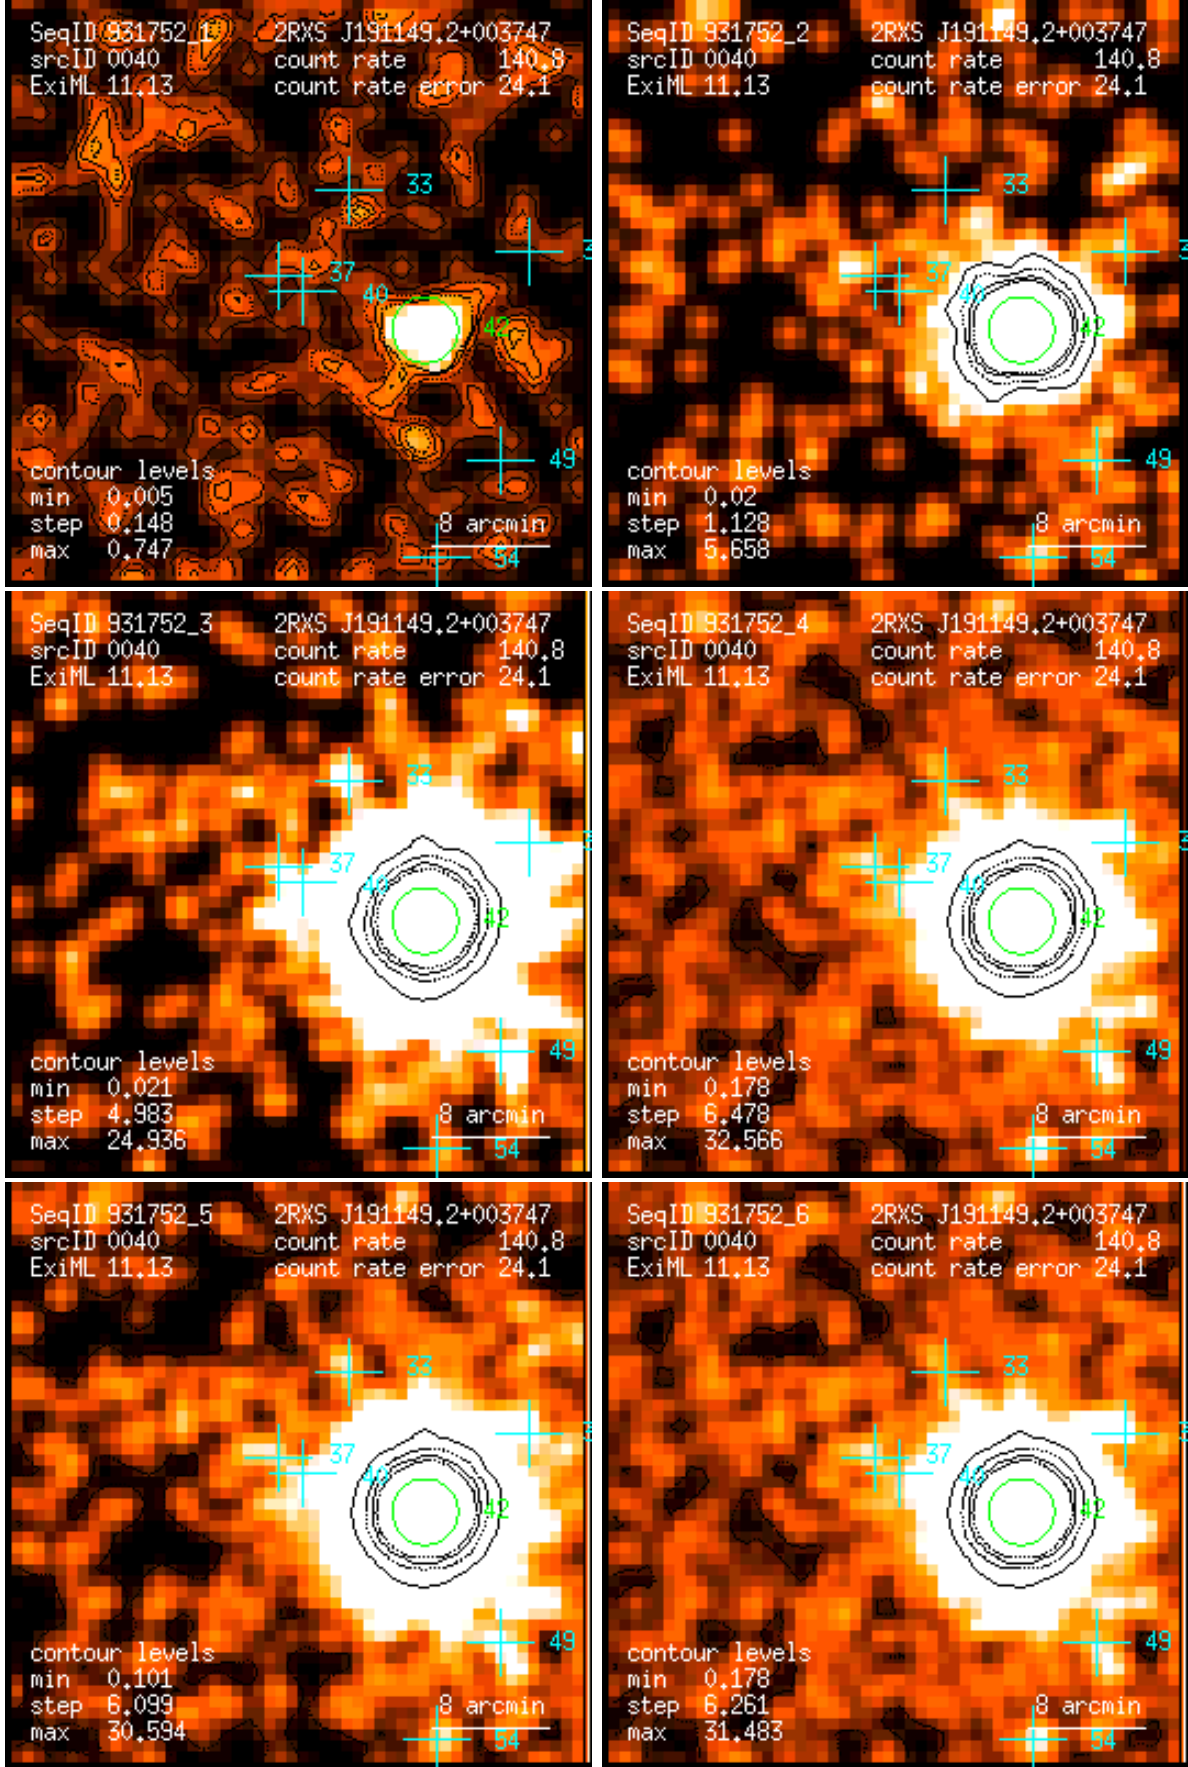 SeqID 931752_1 2RXS J191149.2+003747
srcID 0040 count rate 140.8
ExiML 11.13 count rate error 24.1
33
37
40
42
49
contour levels
min 0.005
step 0.148
max 0.747
8 arcmin
54
SeqID 931752_2 2RXS J191149.2+003747
srcID 0040 count rate 140.8
ExiML 11.13 count rate error 24.1
33
37
40
42
49
contour levels
min 0.02
step 1.128
max 5.658
8 arcmin
54
SeqID 931752_3 2RXS J191149.2+003747
srcID 0040 count rate 140.8
ExiML 11.13 count rate error 24.1
33
37
40
42
49
contour levels
min 0.021
step 4.983
max 24.936
8 arcmin
54
SeqID 931752_4 2RXS J191149.2+003747
srcID 0040 count rate 140.8
ExiML 11.13 count rate error 24.1
33
37
40
42
49
contour levels
min 0.178
step 6.478
max 32.566
8 arcmin
54
SeqID 931752_5 2RXS J191149.2+003747
srcID 0040 count rate 140.8
ExiML 11.13 count rate error 24.1
33
37
40
42
49
contour levels
min 0.101
step 6.099
max 30.594
8 arcmin
54
SeqID 931752_6 2RXS J191149.2+003747
srcID 0040 count rate 140.8
ExiML 11.13 count rate error 24.1
33
37
40
42
49
contour levels
min 0.178
step 6.261
max 31.483
8 arcmin
54